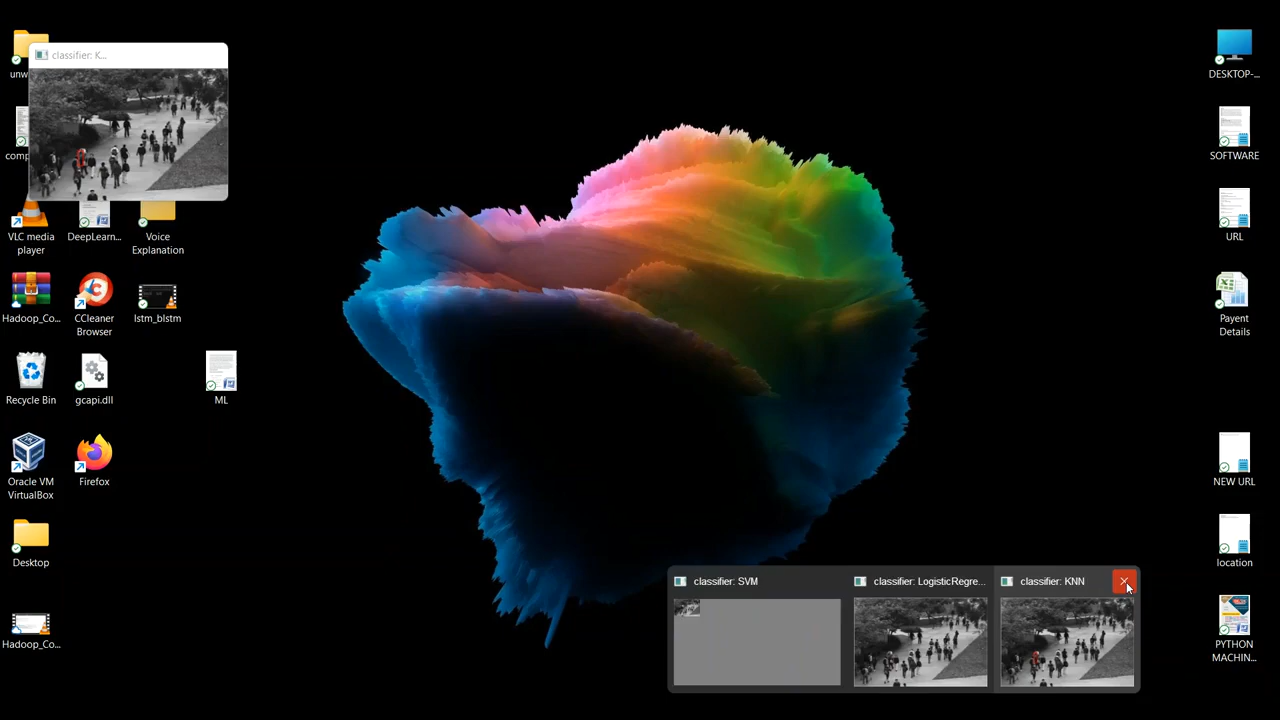 unw
classifier: K...
comp
VLC media
player
DeepLearn...
Voice
Explanation
Hadoop_Co...
CCleaner
Browser
lstm_blstm
Recycle Bin
gcapi.dll
ML
Oracle VM
VirtualBox
Firefox
Desktop
Hadoop_Co...
DESKTOP-...
SOFTWARE
URL
Payent
Details
NEW URL
location
PYTHON
MACHIN...
classifier: SVM
classifier: LogisticRegre...
classifier: KNN